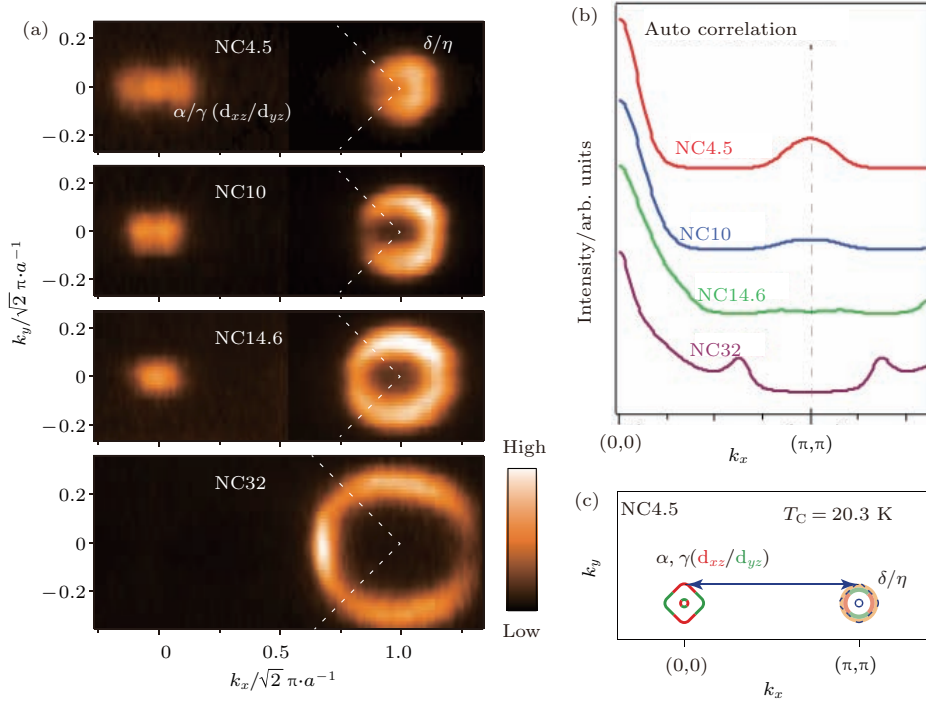 (a)
NC4.5
δ/η
α/γ (dxz/dyz)
0.2
0
−0.2
NC10
0.2
0
−0.2
NC14.6
0.2
0
−0.2
NC32
0.2
0
−0.2
ky/√2 π·a−1
0
0.5
1.0
kx/√2 π·a−1
High
Low
(b)
Auto correlation
NC4.5
NC10
NC14.6
NC32
Intensity/arb. units
(0,0)
(π,π)
kx
(c)
NC4.5
TC = 20.3 K
α, γ(dxz/dyz)
δ/η
ky
(0,0)
(π,π)
kx